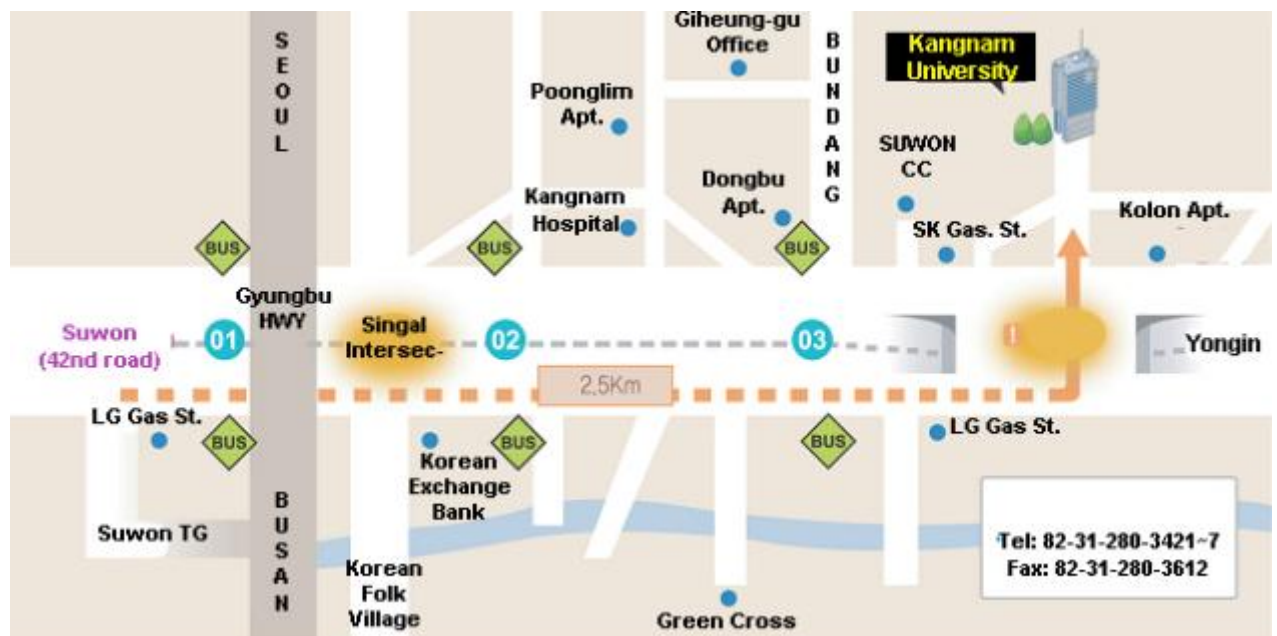 Giheung-gu
Office
SEOUL
BUNDANG
Kangnam
University
Poonglim
Apt.
SUWON
CC
Dongbu
Apt.
Kangnam
Hospital
Kolon Apt.
SK Gas. St.
BUS
BUS
BUS
Gyungbu
HWY
Suwon
(42nd road)
01
Singal
Intersec-
02
03
Yongin
2.5Km
LG Gas St.
BUS
BUS
BUS
LG Gas St.
Korean
Exchange
Bank
BUSAN
Suwon TG
Tel: 82-31-280-3421~7
Fax: 82-31-280-3612
Korean
Folk
Village
Green Cross